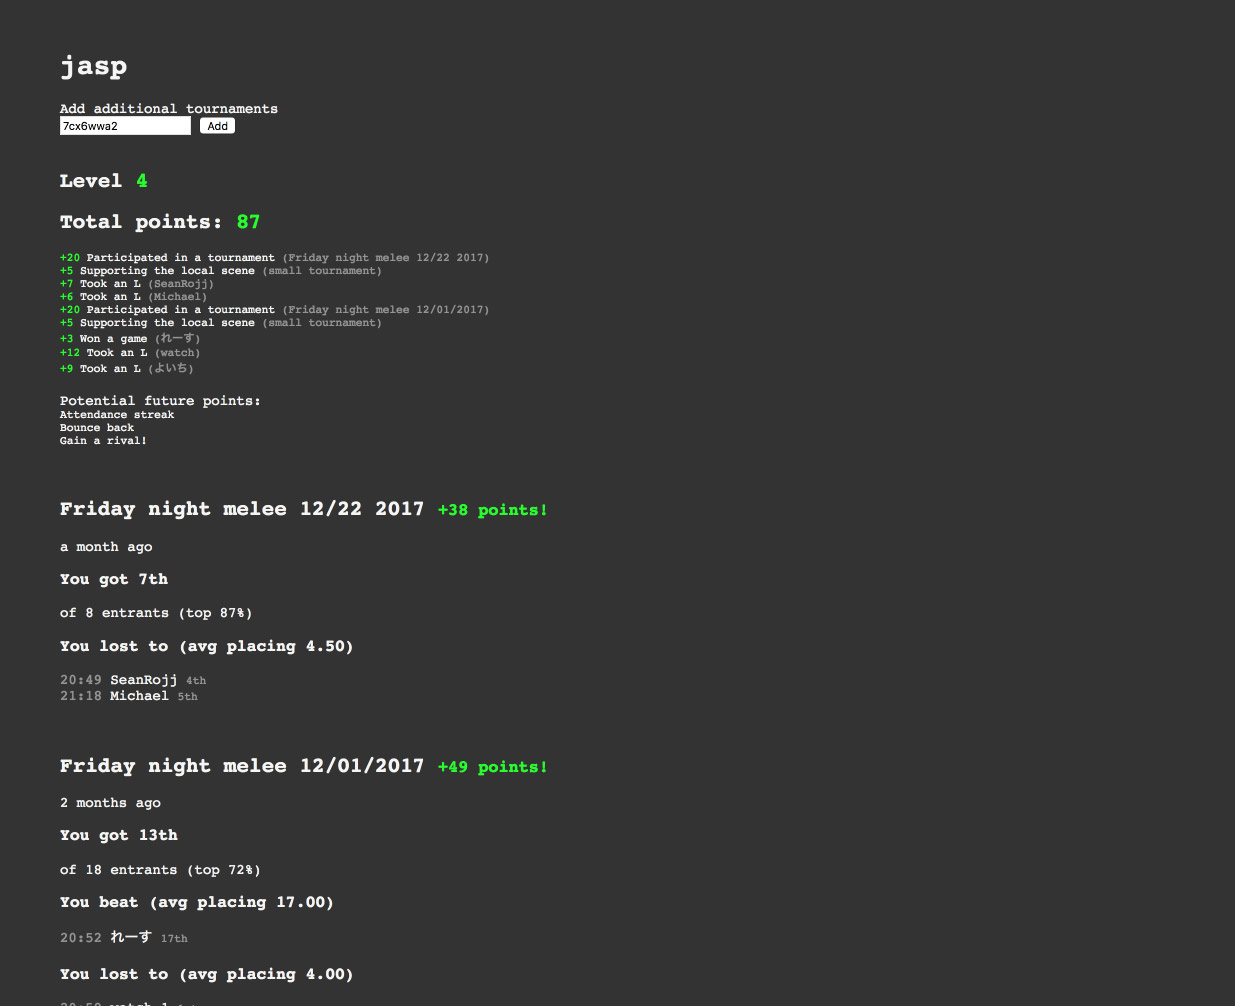 jasp
Add additional tournaments
7cx6wwa2 Add
Level 4
Total points: 87
+20 Participated in a tournament (Friday night melee 12/22 2017)
+5 Supporting the local scene (small tournament)
+7 Took an L (SeanRojj)
+6 Took an L (Michael)
+20 Participated in a tournament (Friday night melee 12/01/2017)
+5 Supporting the local scene (small tournament)
+3 Won a game (れーす)
+12 Took an L (watch)
+9 Took an L (よいち)
Potential future points:
Attendance streak
Bounce back
Gain a rival!
Friday night melee 12/22 2017 +38 points!
a month ago
You got 7th
of 8 entrants (top 87%)
You lost to (avg placing 4.50)
20:49 SeanRojj 4th
21:18 Michael 5th
Friday night melee 12/01/2017 +49 points!
2 months ago
You got 13th
of 18 entrants (top 72%)
You beat (avg placing 17.00)
20:52 れーす 17th
You lost to (avg placing 4.00)